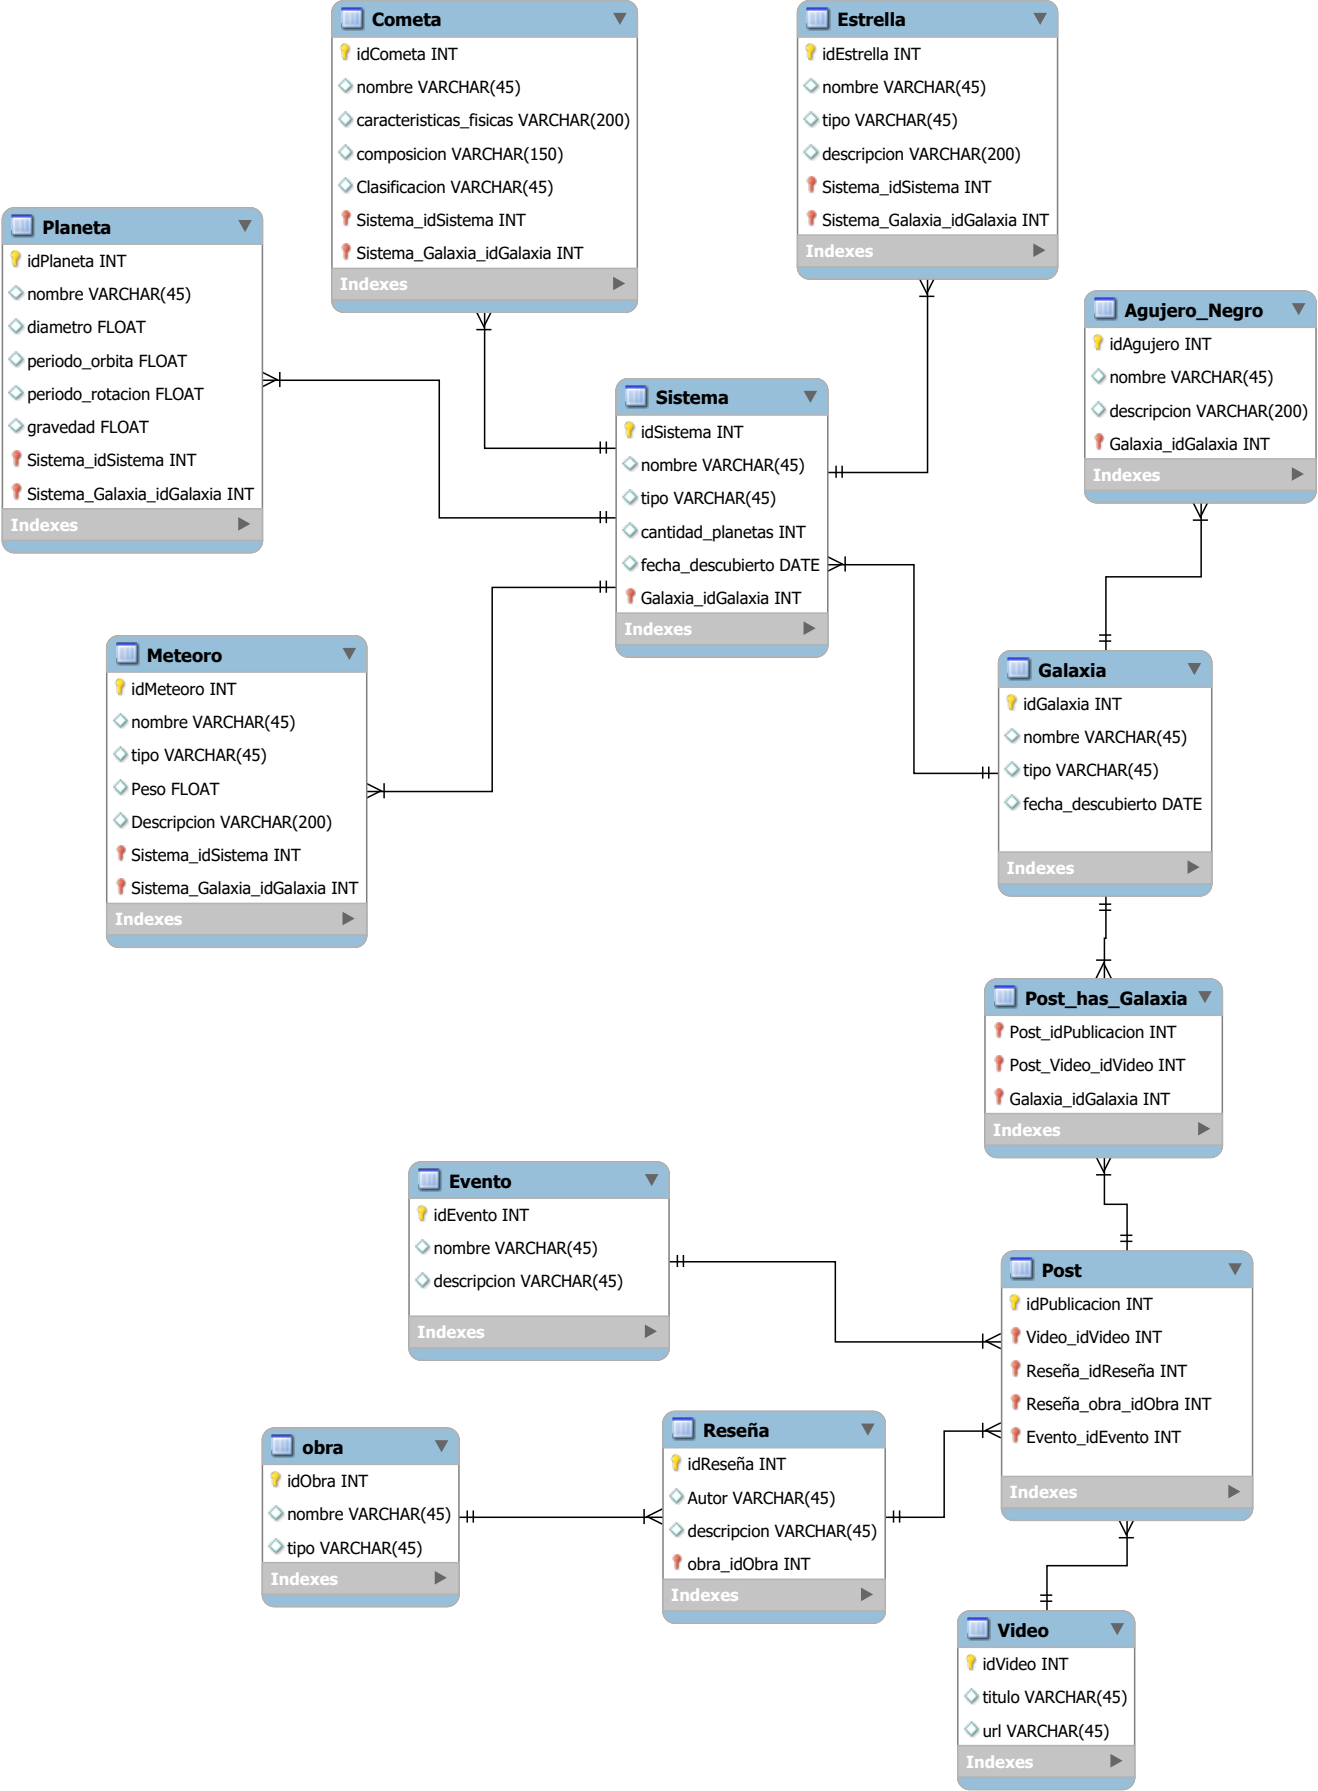 Cometa
idCometa INT
nombre VARCHAR(45)
caracteristicas_fisicas VARCHAR(200)
composicion VARCHAR(150)
Clasificacion VARCHAR(45)
Sistema_idSistema INT
Sistema_Galaxia_idGalaxia INT
Indexes
Estrella
idEstrella INT
nombre VARCHAR(45)
tipo VARCHAR(45)
descripcion VARCHAR(200)
Sistema_idSistema INT
Sistema_Galaxia_idGalaxia INT
Indexes
Planeta
idPlaneta INT
nombre VARCHAR(45)
diametro FLOAT
periodo_orbita FLOAT
periodo_rotacion FLOAT
gravedad FLOAT
Sistema_idSistema INT
Sistema_Galaxia_idGalaxia INT
Indexes
Agujero_Negro
idAgujero INT
nombre VARCHAR(45)
descripcion VARCHAR(200)
Galaxia_idGalaxia INT
Indexes
Sistema
idSistema INT
nombre VARCHAR(45)
tipo VARCHAR(45)
cantidad_planetas INT
fecha_descubierto DATE
Galaxia_idGalaxia INT
Indexes
Meteoro
idMeteoro INT
nombre VARCHAR(45)
tipo VARCHAR(45)
Peso FLOAT
Descripcion VARCHAR(200)
Sistema_idSistema INT
Sistema_Galaxia_idGalaxia INT
Indexes
Galaxia
idGalaxia INT
nombre VARCHAR(45)
tipo VARCHAR(45)
fecha_descubierto DATE
Indexes
Post_has_Galaxia
Post_idPublicacion INT
Post_Video_idVideo INT
Galaxia_idGalaxia INT
Indexes
Evento
idEvento INT
nombre VARCHAR(45)
descripcion VARCHAR(45)
Indexes
Post
idPublicacion INT
Video_idVideo INT
Reseña_idReseña INT
Reseña_obra_idObra INT
Evento_idEvento INT
Indexes
obra
idObra INT
nombre VARCHAR(45)
tipo VARCHAR(45)
Indexes
Reseña
idReseña INT
Autor VARCHAR(45)
descripcion VARCHAR(45)
obra_idObra INT
Indexes
Video
idVideo INT
titulo VARCHAR(45)
url VARCHAR(45)
Indexes